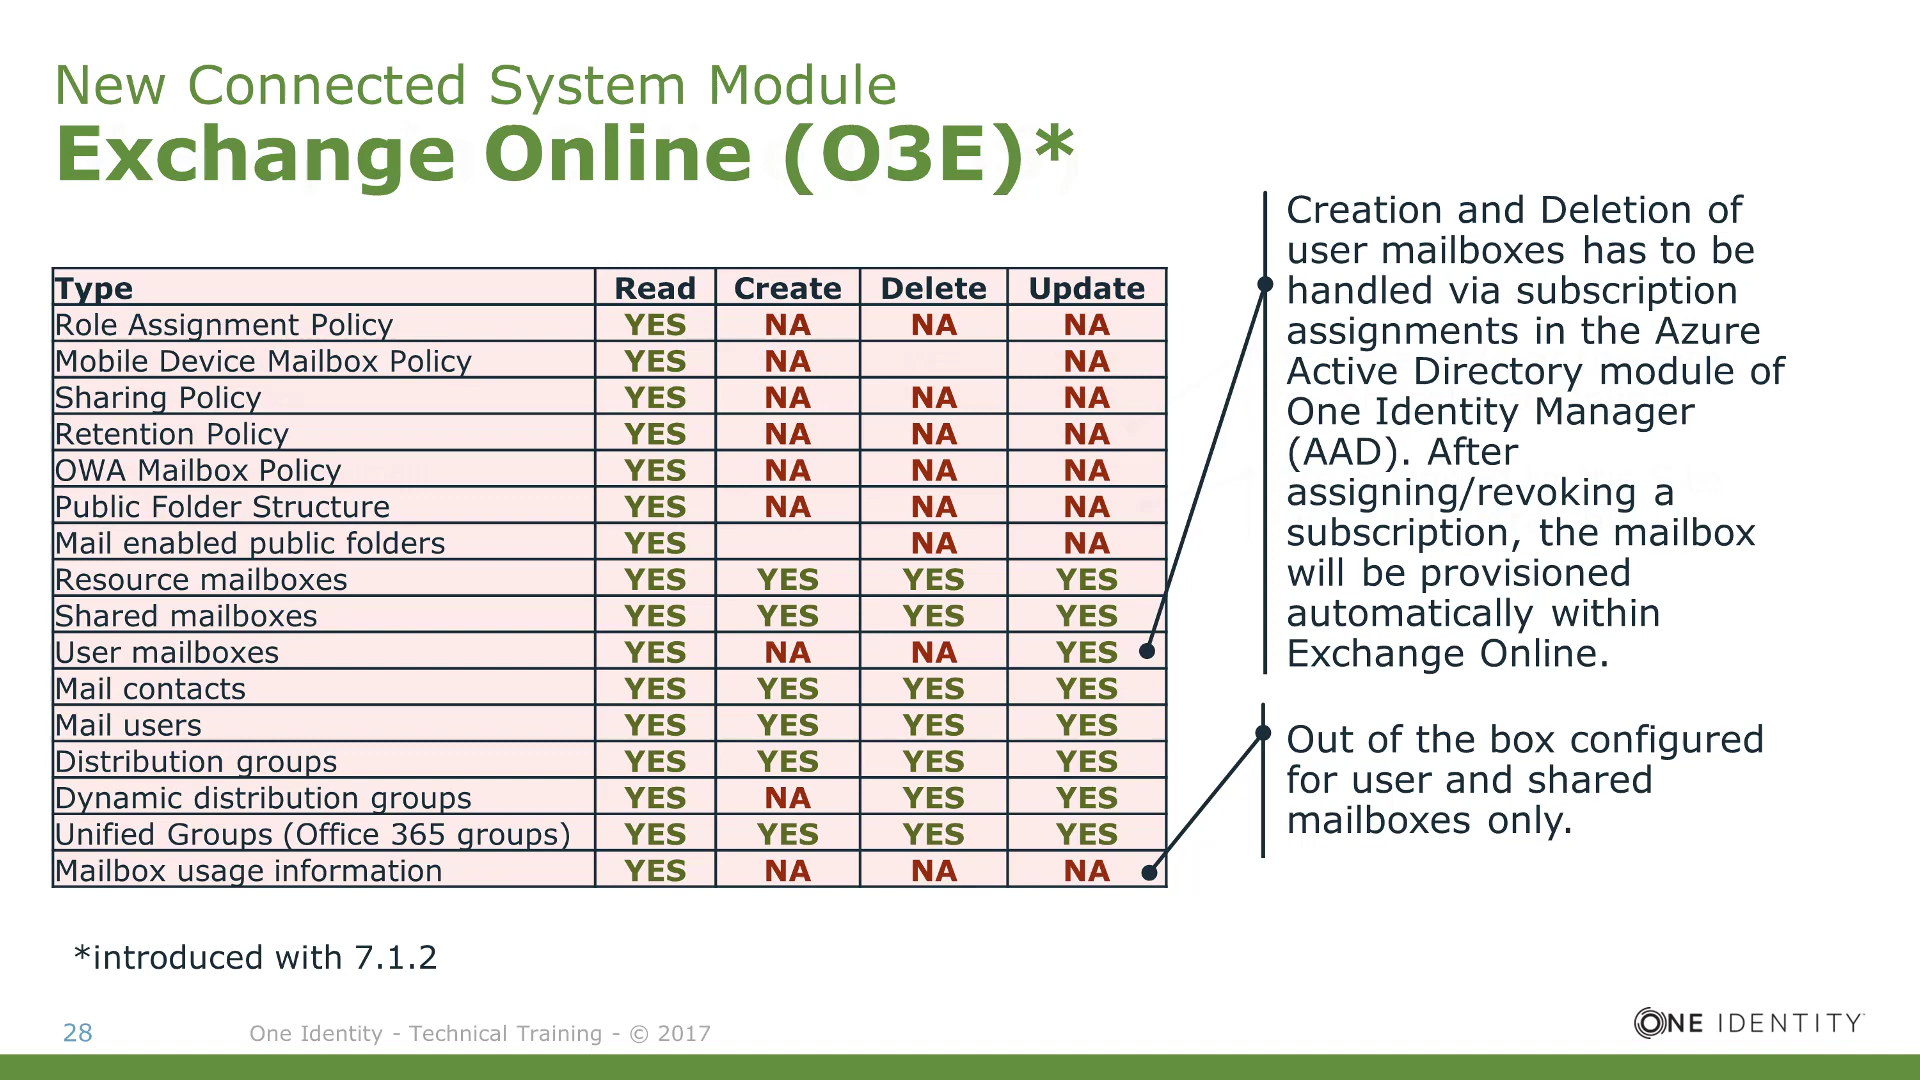 New Connected System Module
Exchange Online (O3E)*
Type Read Create Delete Update
Role Assignment Policy YES NA NA NA
Mobile Device Mailbox Policy YES NA NA
Sharing Policy YES NA NA NA
Retention Policy YES NA NA NA
OWA Mailbox Policy YES NA NA NA
Public Folder Structure YES NA NA NA
Mail enabled public folders YES NA NA
Resource mailboxes YES YES YES YES
Shared mailboxes YES YES YES YES
User mailboxes YES NA NA YES
Mail contacts YES YES YES YES
Mail users YES YES YES YES
Distribution groups YES YES YES YES
Dynamic distribution groups YES NA YES YES
Unified Groups (Office 365 groups) YES YES YES YES
Mailbox usage information YES NA NA NA
Creation and Deletion of
user mailboxes has to be
handled via subscription
assignments in the Azure
Active Directory module of
One Identity Manager
(AAD). After
assigning/revoking a
subscription, the mailbox
will be provisioned
automatically within
Exchange Online.
Out of the box configured
for user and shared
mailboxes only.
*introduced with 7.1.2
28
One Identity - Technical Training - © 2017
ONE IDENTITY